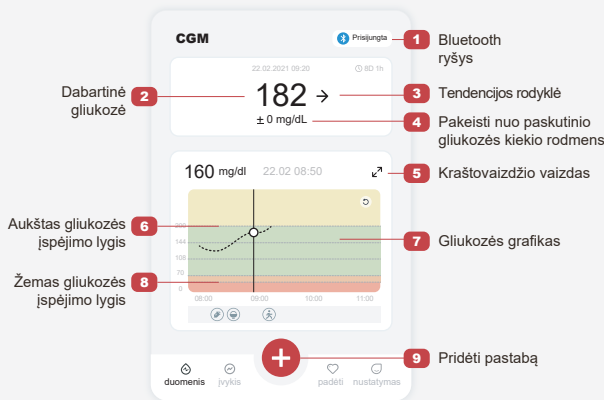 CGM
Prisijungta
1
Bluetooth
ryšys
22.02.2021 09:20
8D 1h
Dabartinė
gliukozė
2
182
3
Tendencijos rodyklė
± 0 mg/dL
4
Pakeisti nuo paskutinio
gliukozės kiekio rodmens
160 mg/dl
22.02 08:50
5
Kraštovaizdžio vaizdas
Aukštas gliukozės
įspėjimo lygis
6
200
144
108
70
0
7
Gliukozės grafikas
Žemas gliukozės
įspėjimo lygis
8
08:00
09:00
10:00
11:00
9
Pridėti pastabą
duomenis
įvykis
padėti
nustatymas